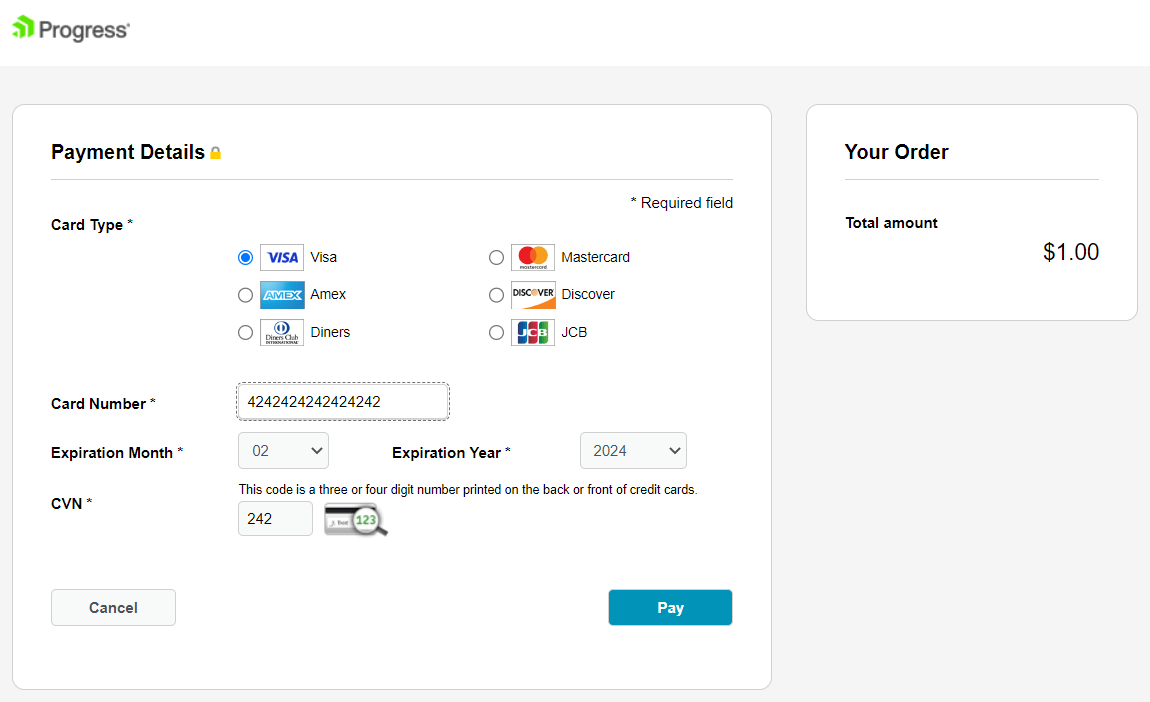 Progress
Payment Details
* Required field
Card Type *
VISA Visa
mastercard Mastercard
AMEX Amex
DISCOVER Discover
Diners Club INTERNATIONAL Diners
JCB JCB
Card Number *
4242424242424242
Expiration Month *
02
Expiration Year *
2024
This code is a three or four digit number printed on the back or front of credit cards.
CVN *
242
123
Cancel
Pay
Your Order
Total amount
$1.00